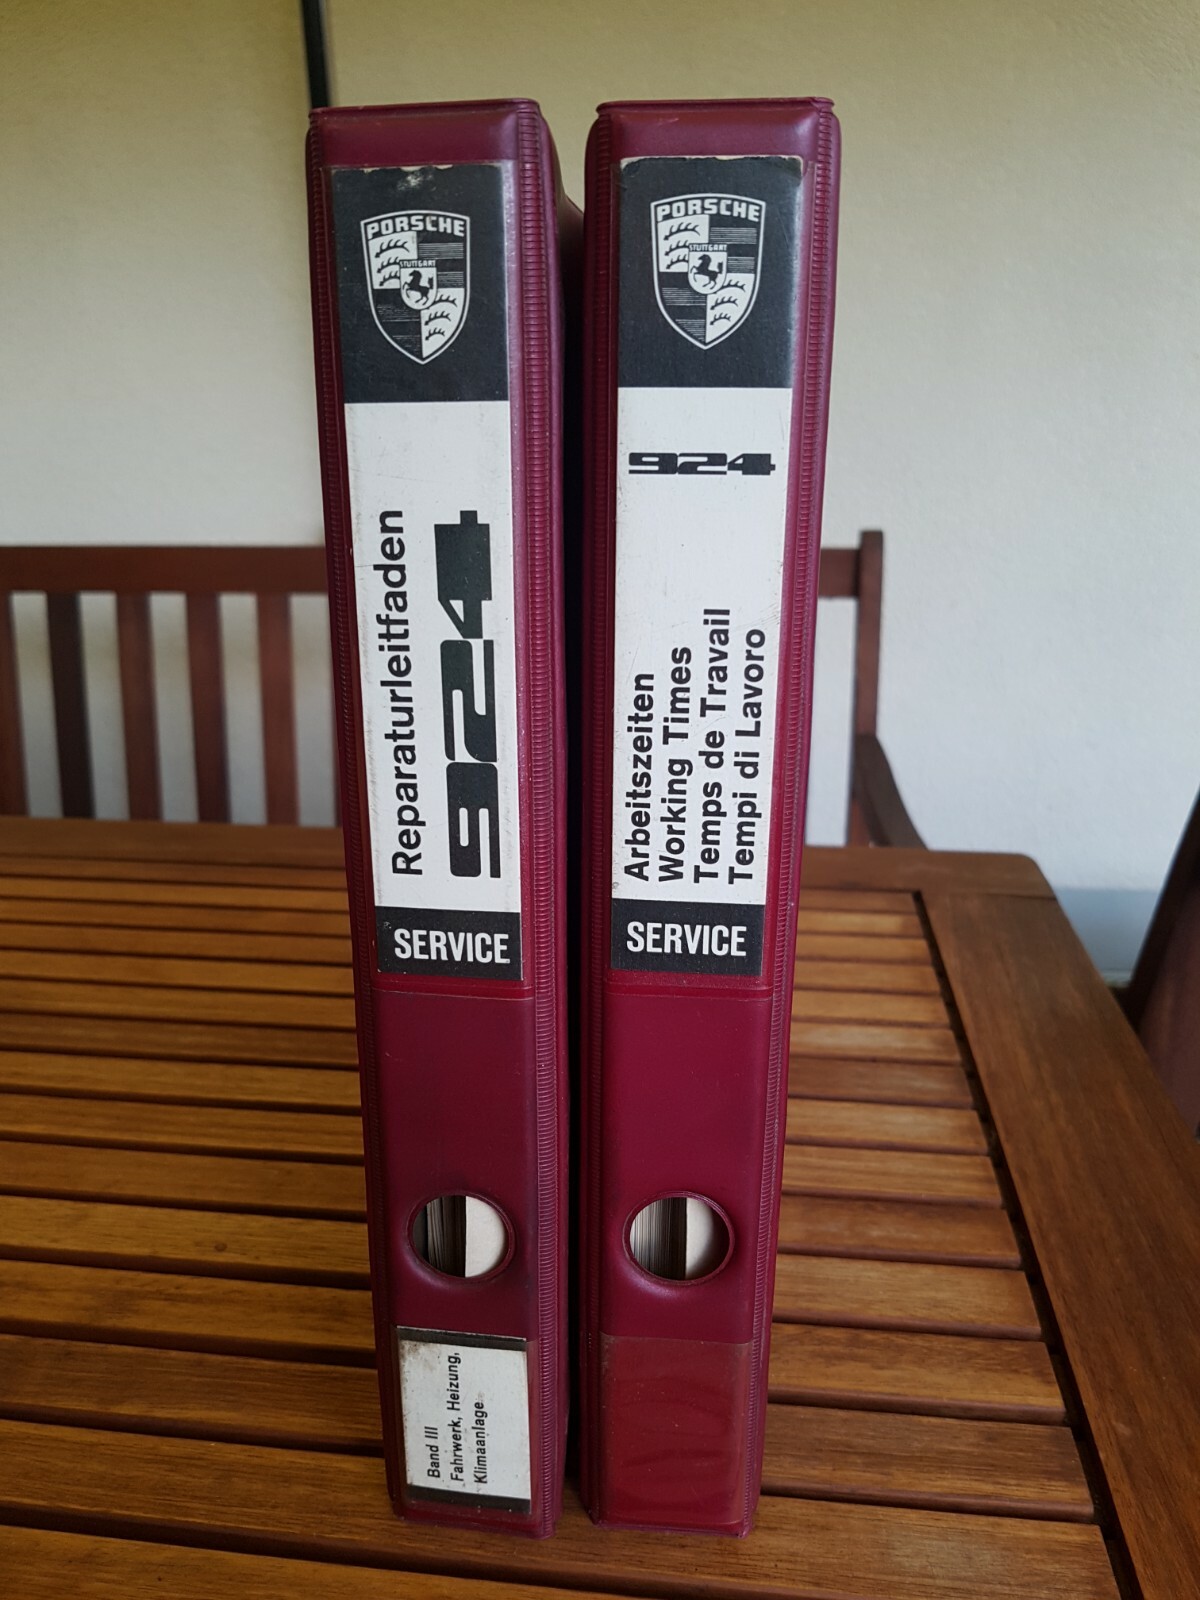 PORSCHE
STUTTGART
Reparaturleitfaden
924
SERVICE
Band III
Fahrwerk, Heizung,
Klimaanlage
PORSCHE
STUTTGART
924
Arbeitszeiten
Working Times
Temps de Travail
Tempi di Lavoro
SERVICE